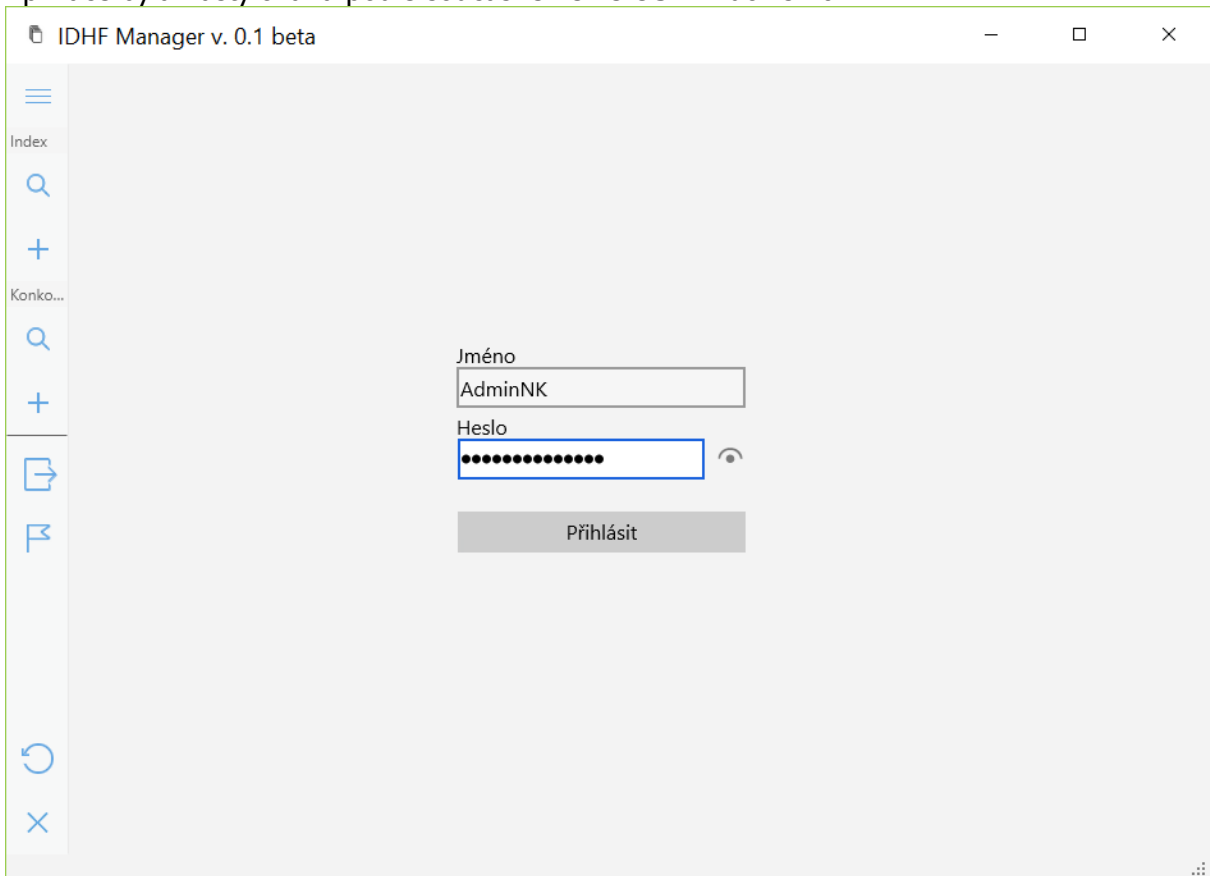 IDHF Manager v. 0.1 beta
Index
Konko...
Jméno
AdminNK
Heslo
••••••••••••••
Přihlásit